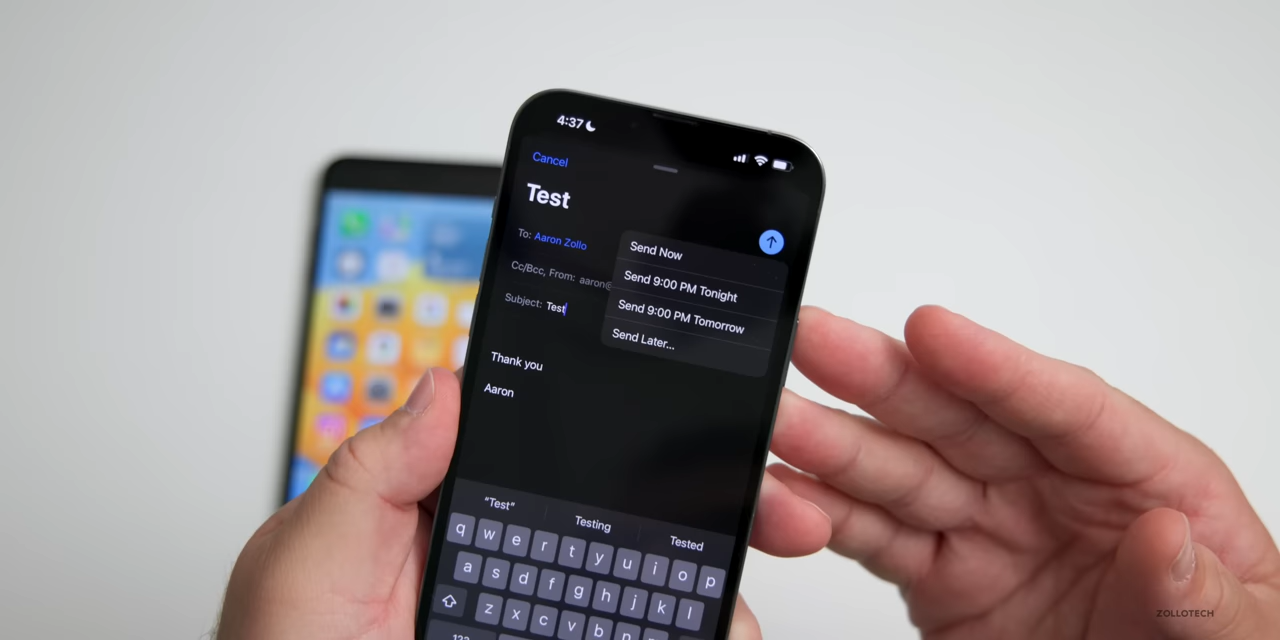 4:37
Cancel
Test
To: Aaron Zollo
Cc/Bcc, From: aaron@
Subject: Test
Send Now
Send 9:00 PM Tonight
Send 9:00 PM Tomorrow
Send Later...
Thank you
Aaron
“Test” Testing Tested
q w e r t y u i o p
a s d f g h j k l
z x c v b n m
123
ZOLLOTECH